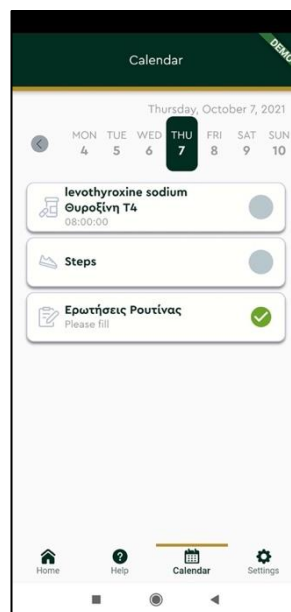 DEMO
Calendar
Thursday, October 7, 2021
MON TUE WED THU FRI SAT SUN
4 5 6 7 8 9 10
levothyroxine sodium
Θυροξίνη T4
08:00:00
Steps
Ερωτήσεις Ρουτίνας
Please fill
Home Help Calendar Settings